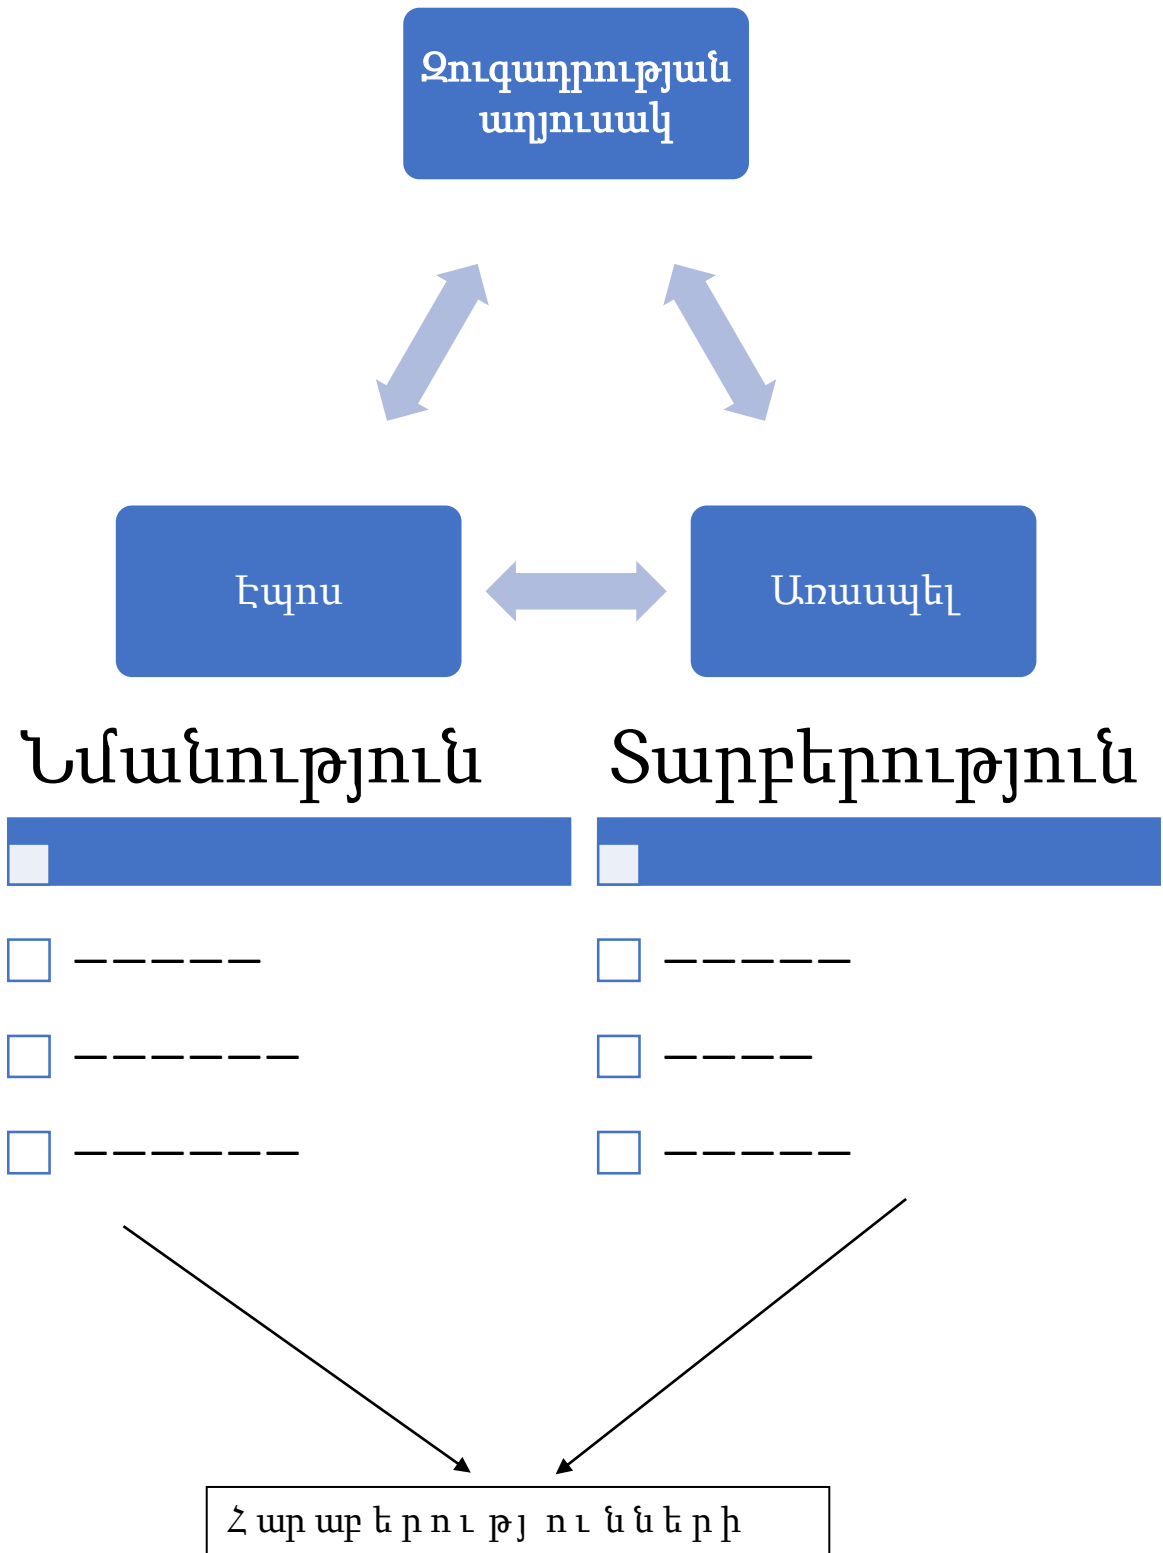 Զուգադրության
աղյուսակ
Էպոս
Առասպել
Նմանություն
Տարբերություն
_ _ _ _ _
_ _ _ _ _
_ _ _ _ _ _
_ _ _ _
_ _ _ _ _ _
_ _ _ _ _
Հարաբերությունների